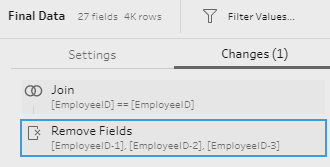 Final Data 27 fields 4K rows Filter Values...
Settings Changes (1)
Join
[EmployeeID] == [EmployeeID]
Remove Fields
[EmployeeID-1], [EmployeeID-2], [EmployeeID-3]